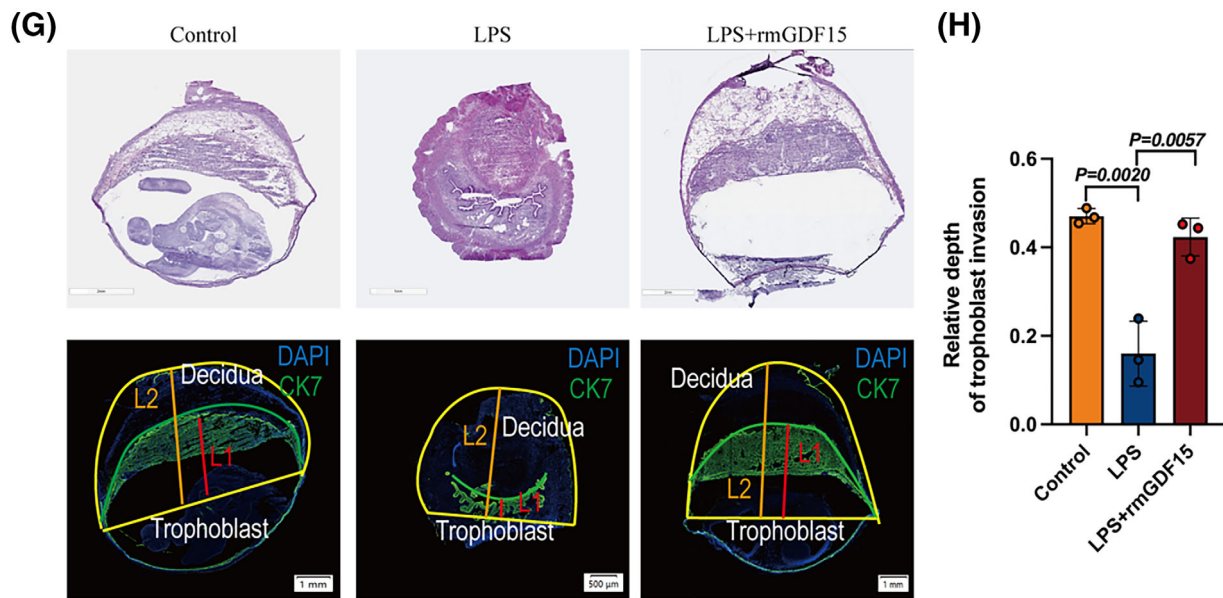 (G)
Control
LPS
LPS+rmGDF15
DAPI
Decidua
CK7
L2
L1
Trophoblast
1 mm
DAPI
CK7
L2
Decidua
L1
Trophoblast
500 µm
DAPI
Decidua
CK7
L1
L2
Trophoblast
1 mm
(H)
P=0.0057
P=0.0020
Relative depth
of trophoblast invasion
0.6
0.4
0.2
0.0
Control
LPS
LPS+rmGDF15